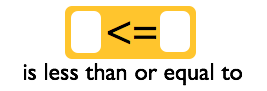 <=
is less than or equal to